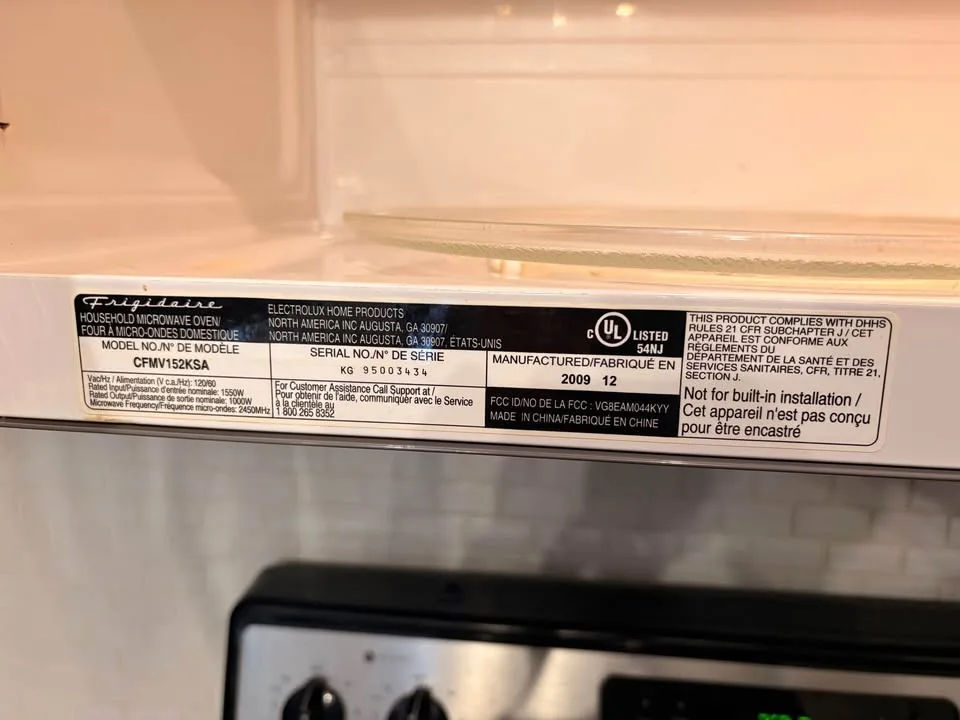 Frigidaire
HOUSEHOLD MICROWAVE OVEN/
FOUR À MICRO-ONDES DOMESTIQUE
ELECTROLUX HOME PRODUCTS
NORTH AMERICA INC AUGUSTA, GA 30907/
NORTH AMERICA INC AUGUSTA, GA 30907, ÉTATS-UNIS
C UL LISTED
54NJ
MODEL NO./N° DE MODÈLE
CFMV152KSA
SERIAL NO./N° DE SÉRIE
KG 95003434
MANUFACTURED/FABRIQUÉ EN
2009 12
Vac/Hz / Alimentation (V c.a./Hz): 120/60
Rated Input/Puissance d'entrée nominale: 1550W
Rated Output/Puissance de sortie nominale: 1000W
Microwave Frequency/Fréquence micro-ondes: 2450MHz
For Customer Assistance Call Support at /
Pour obtenir de l'aide, communiquer avec le Service
à la clientèle au
1 800 265 8352
FCC ID/NO DE LA FCC : VG8EAM044KYY
MADE IN CHINA/FABRIQUÉ EN CHINE
THIS PRODUCT COMPLIES WITH DHHS
RULES 21 CFR SUBCHAPTER J / CET
APPAREIL EST CONFORME AUX
RÈGLEMENTS DU
DÉPARTEMENT DE LA SANTÉ ET DES
SERVICES SANITAIRES, CFR, TITRE 21,
SECTION J.
Not for built-in installation /
Cet appareil n'est pas conçu
pour être encastré